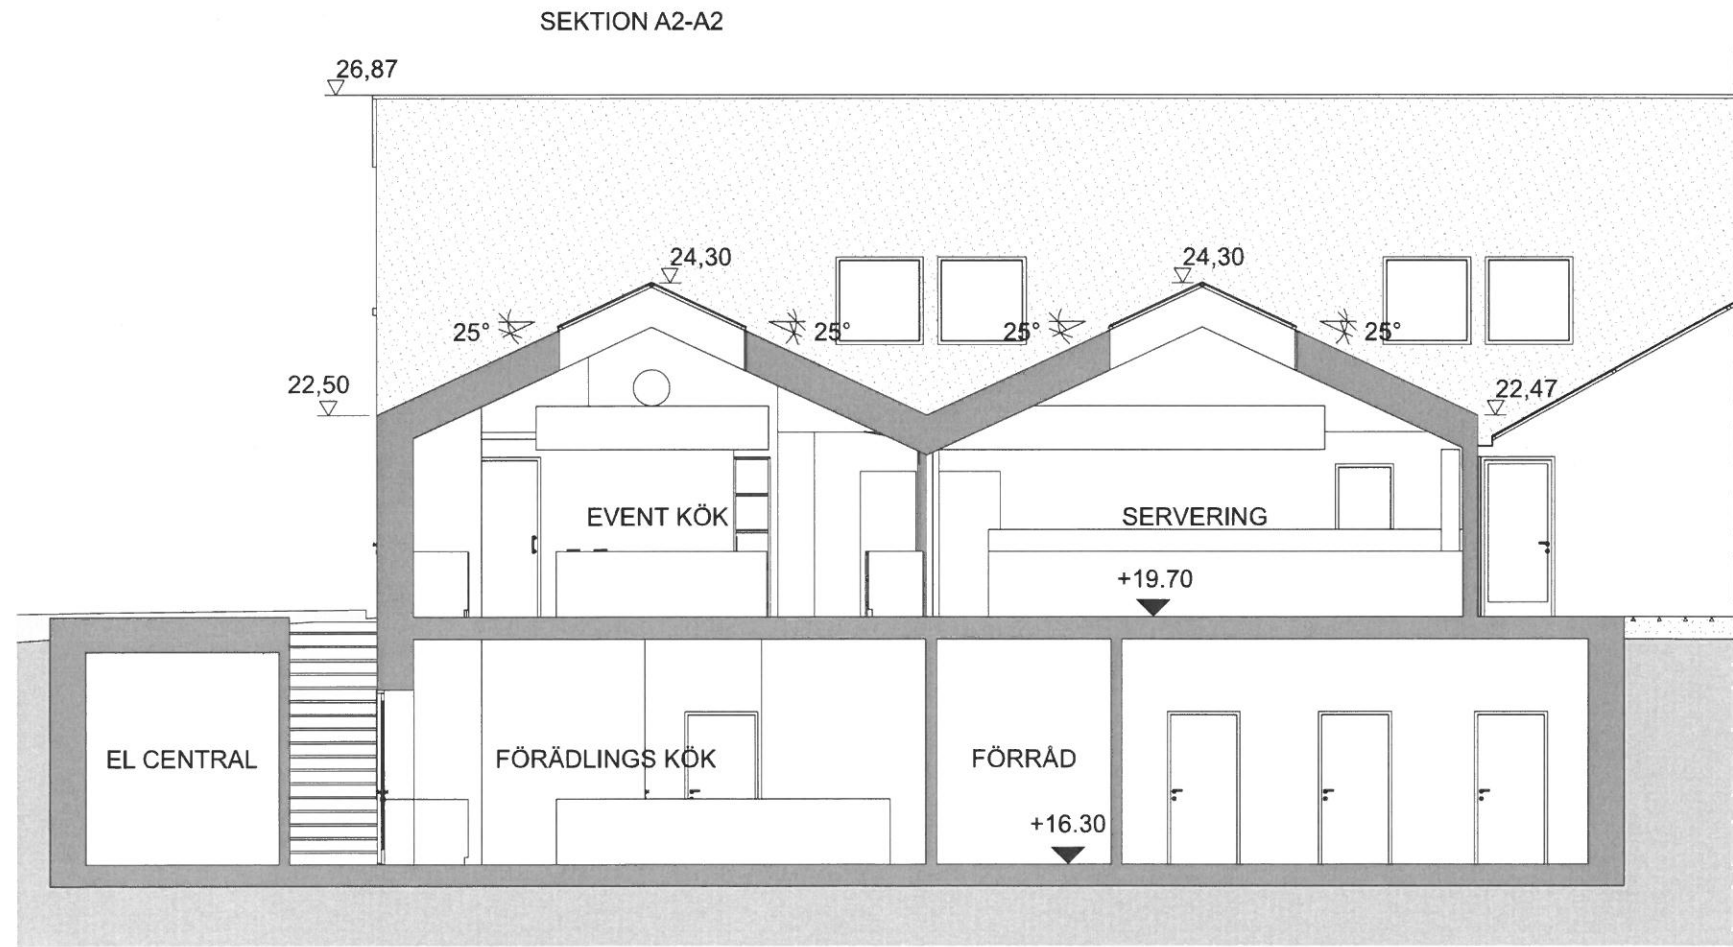 SEKTION A2-A2
26,87
24,30
24,30
25°
25°
25°
25°
22,50
22,47
EVENT KÖK
SERVERING
+19.70
EL CENTRAL
FÖRÄDLINGS KÖK
FÖRRÅD
+16.30